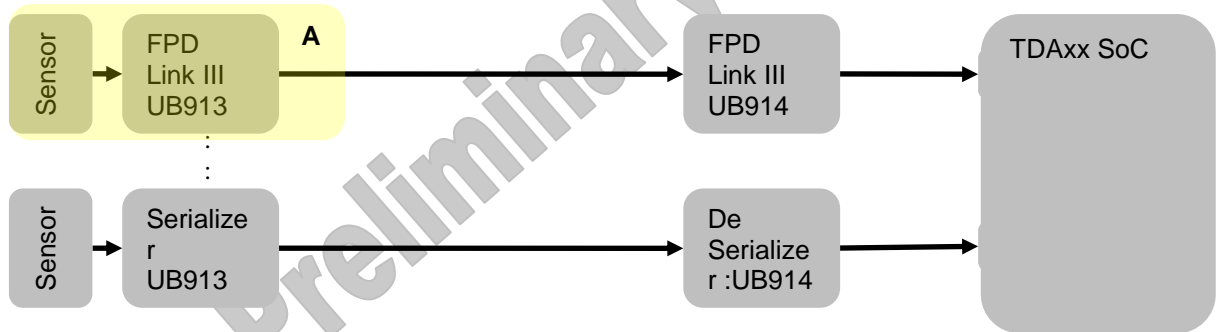 Sensor
FPD
Link III
UB913
A
FPD
Link III
UB914
TDAxx SoC
:
:
Sensor
Serialize
r
UB913
De
Serialize
r :UB914
Preliminary